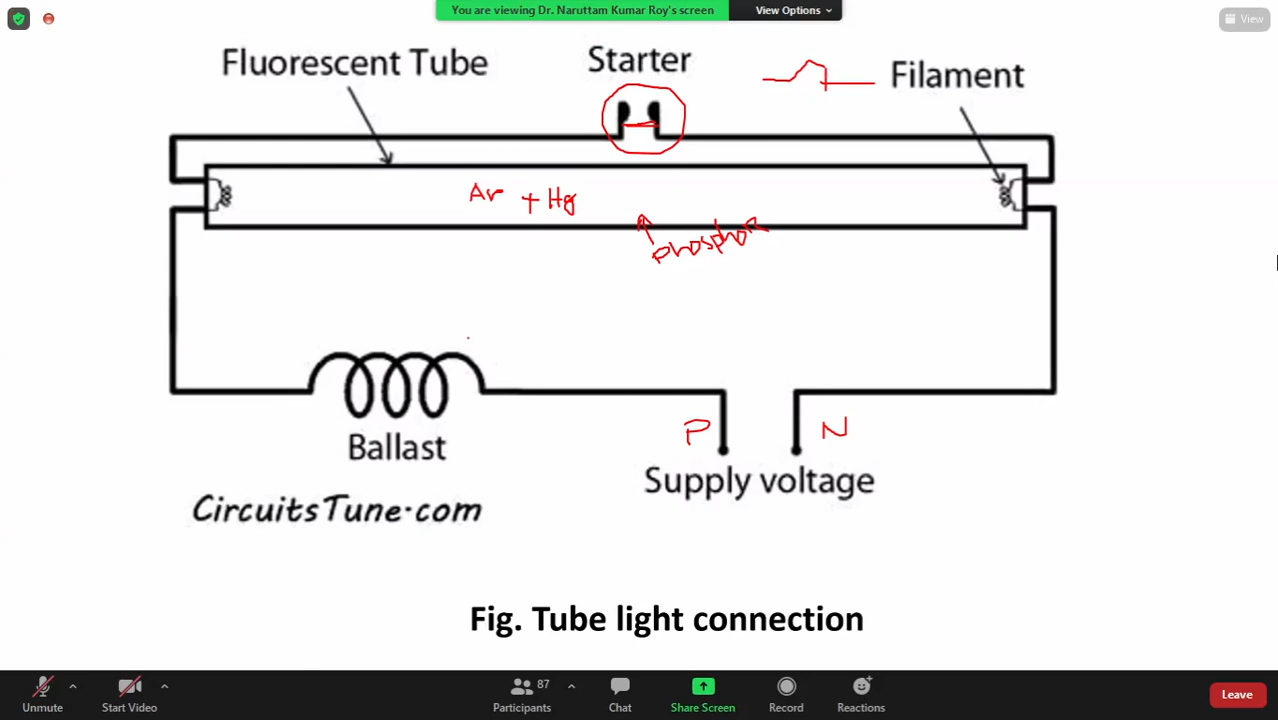 You are viewing Dr. Naruttam Kumar Roy's screen
View Options
View
Fluorescent Tube
Starter
Filament
Ar + Hg
phosphor
Ballast
P
N
Supply voltage
CircuitsTune.com
Fig. Tube light connection
Unmute
Start Video
87
Participants
Chat
Share Screen
Record
Reactions
Leave